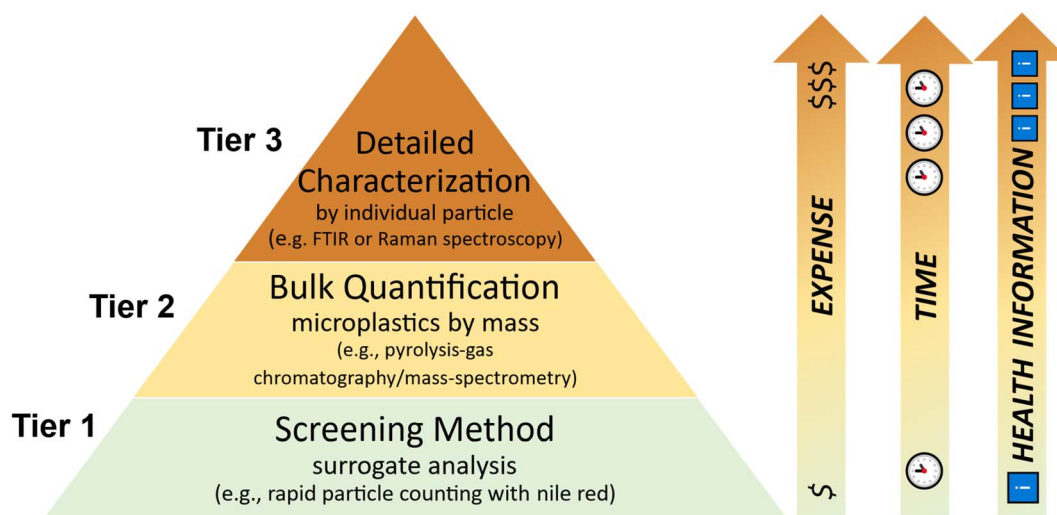 Tier 3
Detailed
Characterization
by individual particle
(e.g. FTIR or Raman spectroscopy)
Tier 2
Bulk Quantification
microplastics by mass
(e.g., pyrolysis-gas
chromatography/mass-spectrometry)
Tier 1
Screening Method
surrogate analysis
(e.g., rapid particle counting with nile red)
$$$
EXPENSE
$
TIME
i
i
i
HEALTH INFORMATION
i